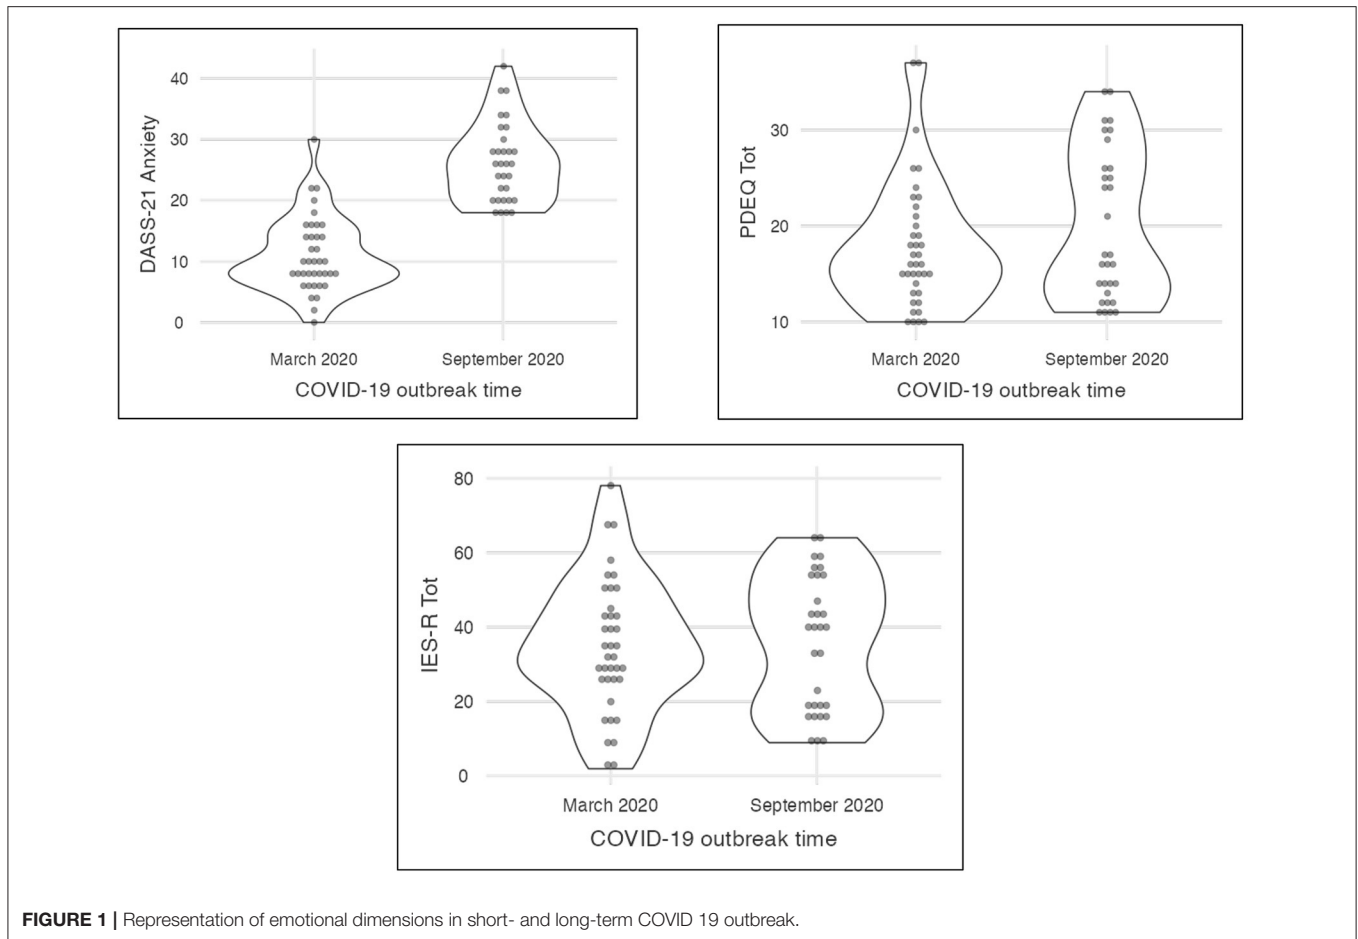 DASS-21 Anxiety
40
30
20
10
0
March 2020 September 2020
COVID-19 outbreak time
PDEQ Tot
30
20
10
March 2020 September 2020
COVID-19 outbreak time
IES-R Tot
80
60
40
20
0
March 2020 September 2020
COVID-19 outbreak time
FIGURE 1 | Representation of emotional dimensions in short- and long-term COVID 19 outbreak.